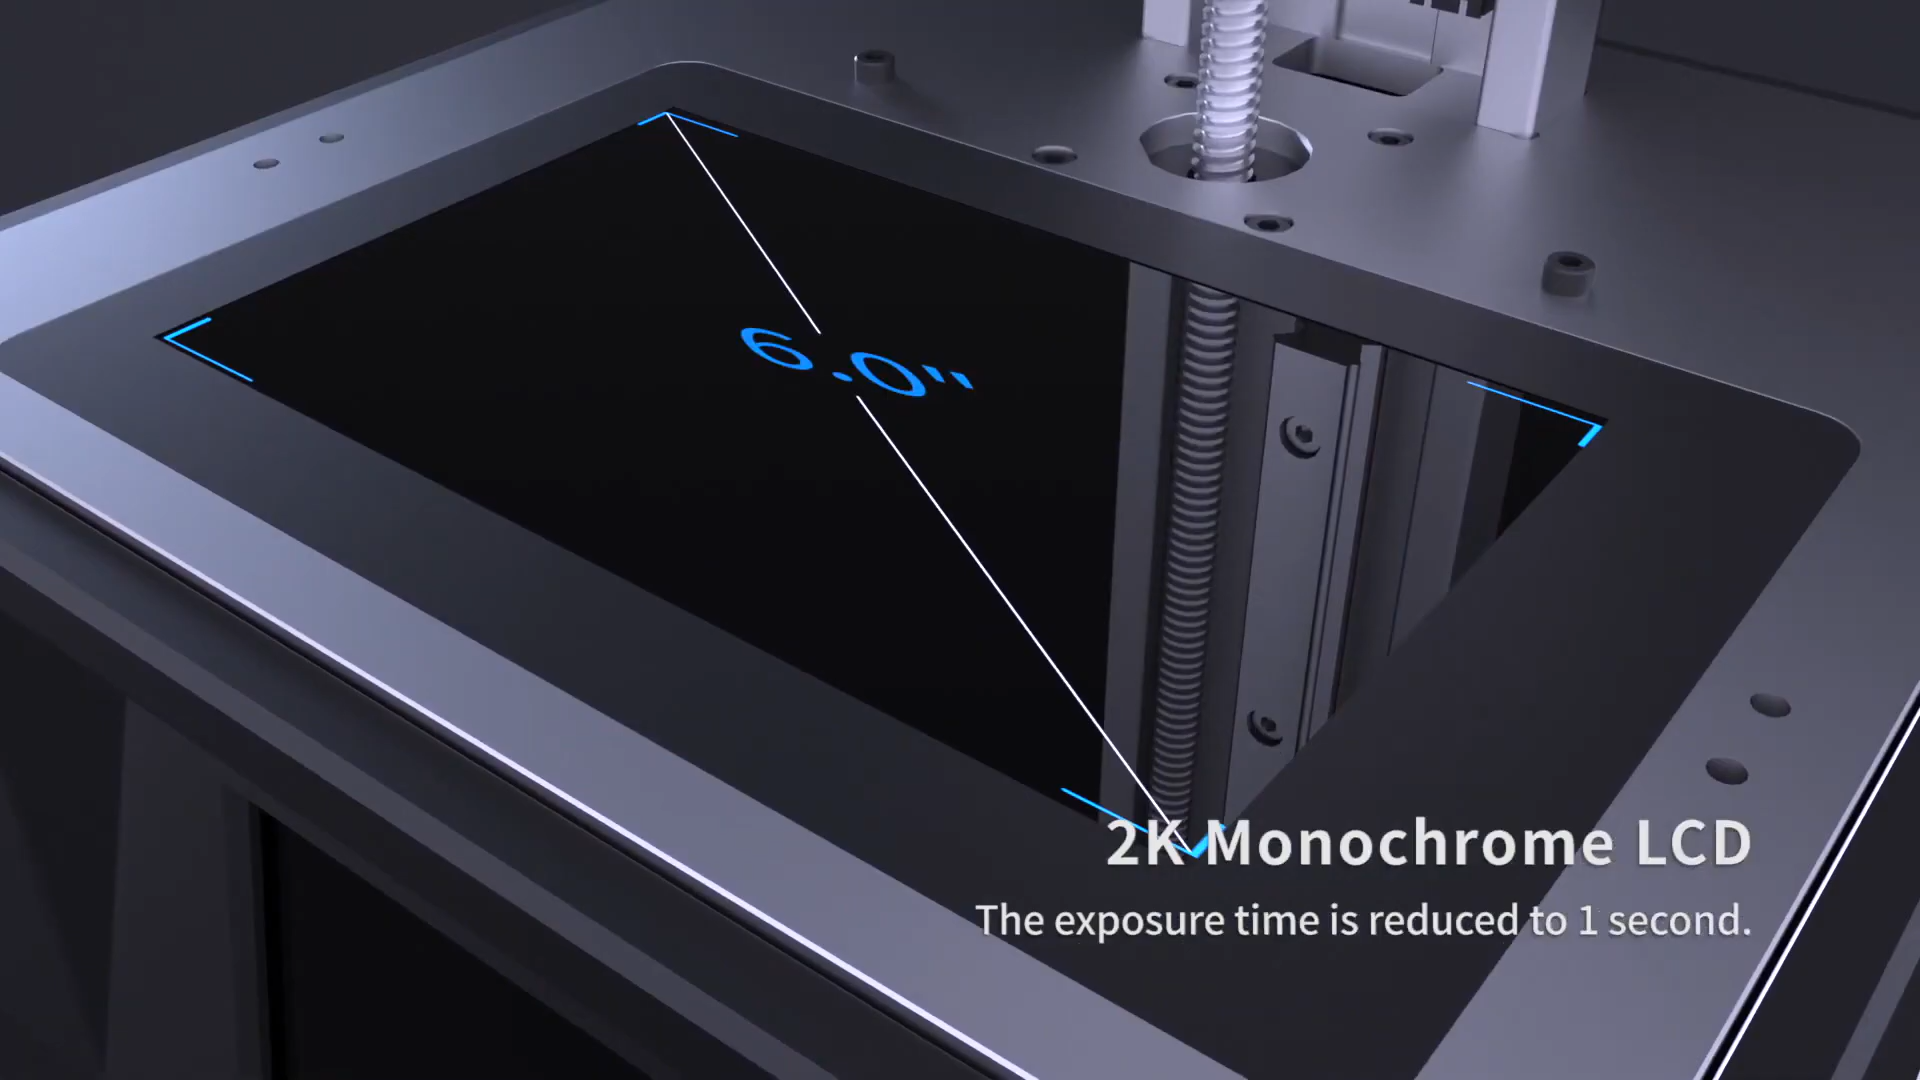 6.0"
2K Monochrome LCD
The exposure time is reduced to 1 second.